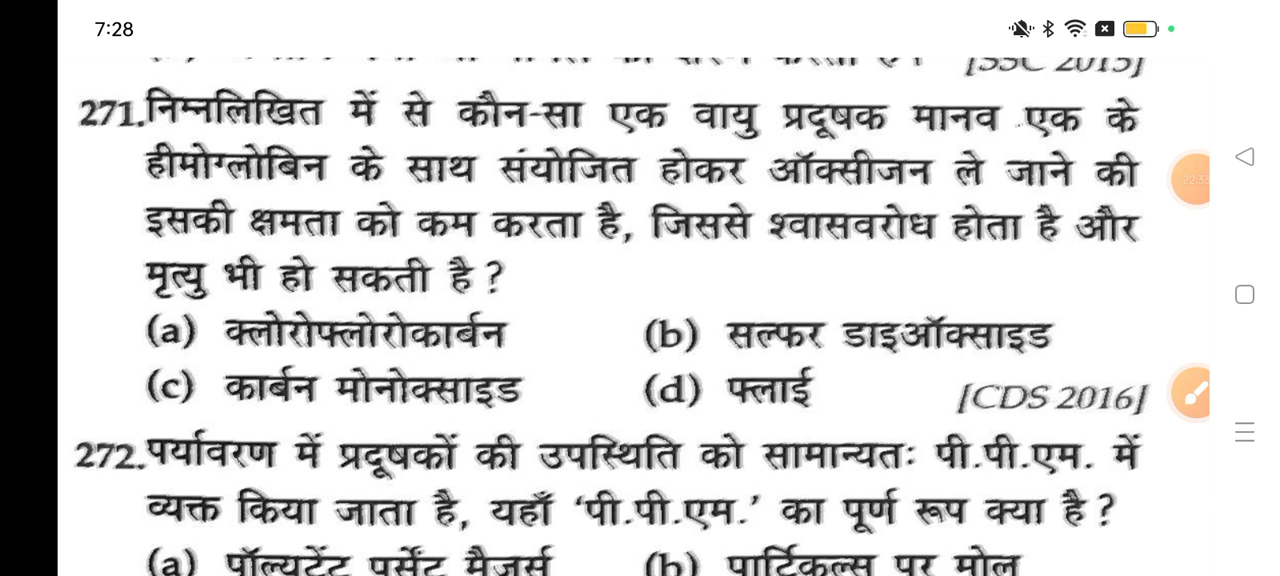 7:28
[SSC 2015]
271.निम्नलिखित में से कौन-सा एक वायु प्रदूषक मानव एक के
हीमोग्लोबिन के साथ संयोजित होकर ऑक्सीजन ले जाने की
22:33
इसकी क्षमता को कम करता है, जिससे श्वासवरोध होता है और
मृत्यु भी हो सकती है ?
(a) क्लोरोफ्लोरोकार्बन (b) सल्फर डाइऑक्साइड
(c) कार्बन मोनोक्साइड (d) फ्लाई [CDS 2016]
272.पर्यावरण में प्रदूषकों की उपस्थिति को सामान्यतः पी.पी.एम. में
व्यक्त किया जाता है, यहाँ ‘पी.पी.एम.’ का पूर्ण रूप क्या है ?
(a) पॉल्यूटेंट पर्सेंट मैजर्स (b) पार्टिकल्स पर मोल